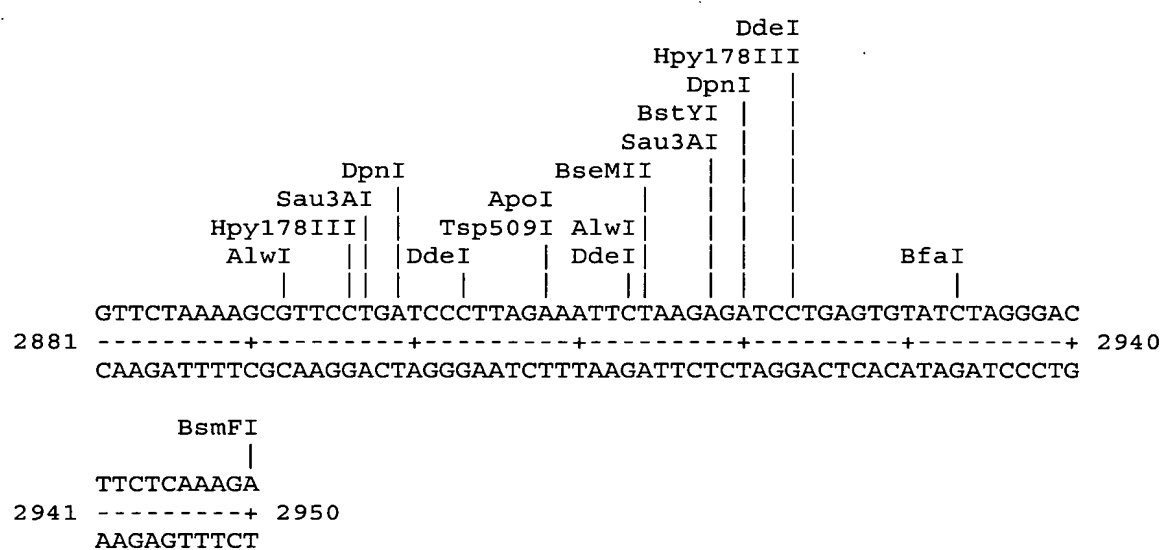 DdeI
Hpy178III
DpnI
BstYI
Sau3AI
DpnI BseMII
Sau3AI ApoI
Hpy178III Tsp509I AlwI
AlwI DdeI DdeI BfaI
GTTCTAAAAGCGTTCCTGATCCCTTAGAAATTCTAAGAGATCCTGAGTGTATCTAGGGAC
2881 ---------+---------+---------+---------+---------+---------+ 2940
CAAGATTTTCGCAAGGACTAGGGAATCTTTAAGATTCTCTAGGACTCACATAGATCCCTG
BsmFI
TTCTCAAAGA
2941 ---------+ 2950
AAGAGTTTCT